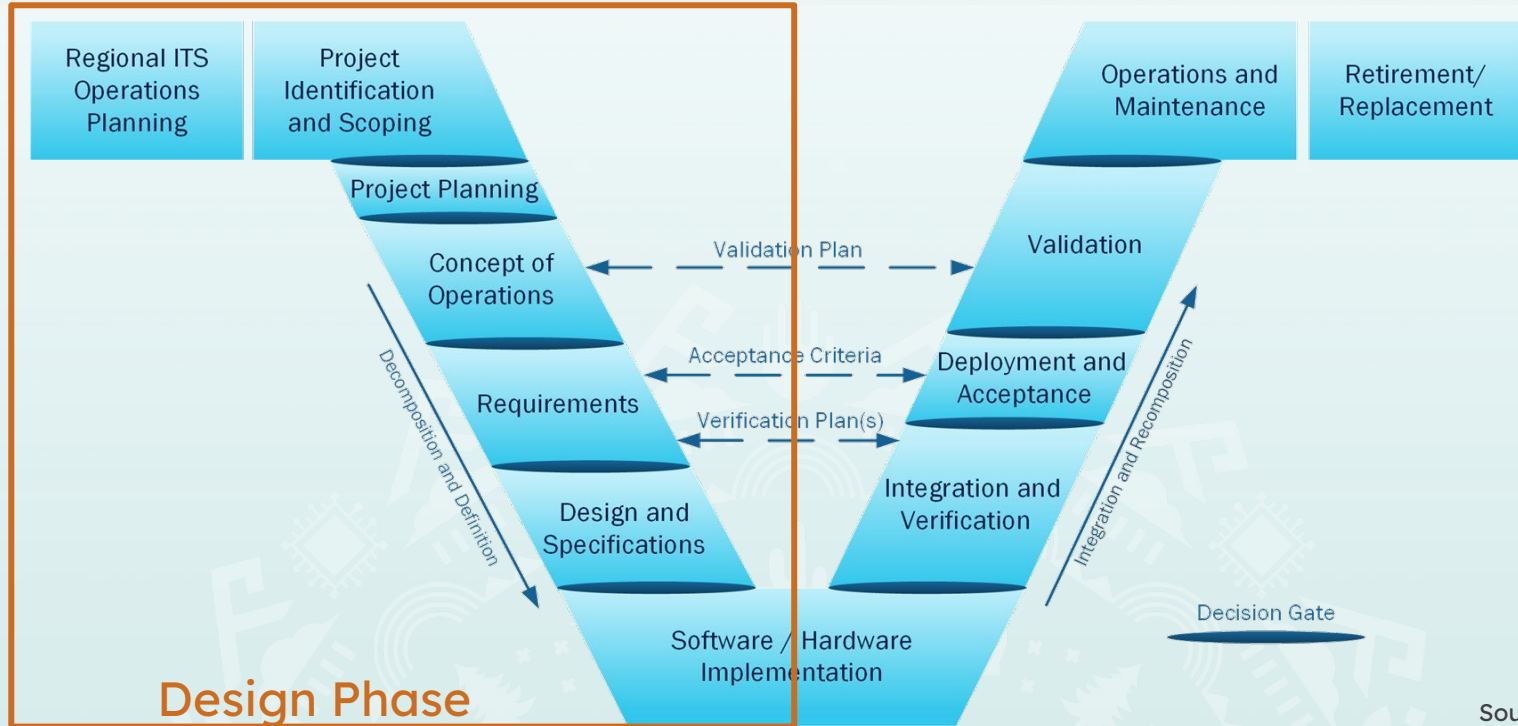 Regional ITS
Operations
Planning
Project
Identification
and Scoping
Project Planning
Concept of
Operations
Requirements
Design and
Specifications
Decomposition and Definition
Software / Hardware
Implementation
Validation Plan
Acceptance Criteria
Verification Plan(s)
Operations and
Maintenance
Retirement/
Replacement
Validation
Deployment and
Acceptance
Integration and
Verification
Integration and Recomposition
Decision Gate
Design Phase